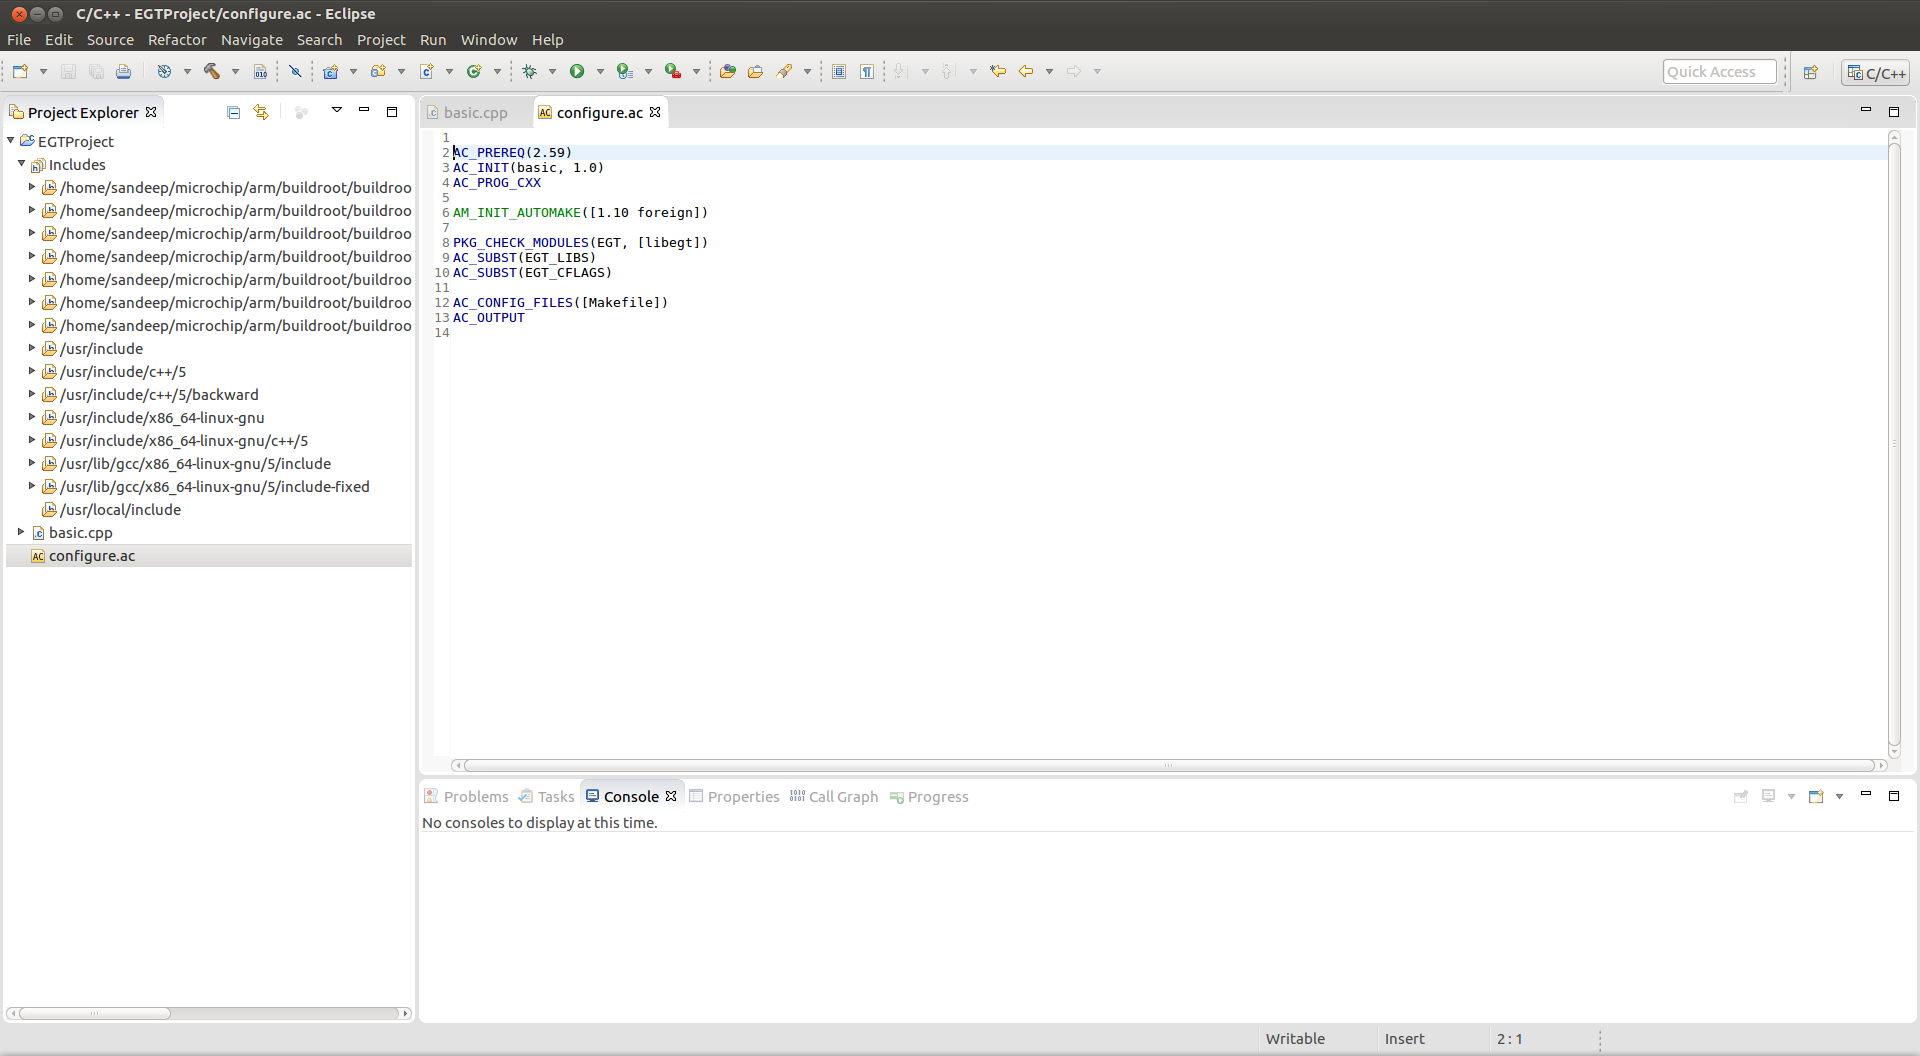 C/C++ - EGTProject/configure.ac - Eclipse
File Edit Source Refactor Navigate Search Project Run Window Help
Quick Access
C/C++
Project Explorer
EGTProject
Includes
/home/sandeep/microchip/arm/buildroot/buildroo
/home/sandeep/microchip/arm/buildroot/buildroo
/home/sandeep/microchip/arm/buildroot/buildroo
/home/sandeep/microchip/arm/buildroot/buildroo
/home/sandeep/microchip/arm/buildroot/buildroo
/home/sandeep/microchip/arm/buildroot/buildroo
/home/sandeep/microchip/arm/buildroot/buildroo
/usr/include
/usr/include/c++/5
/usr/include/c++/5/backward
/usr/include/x86_64-linux-gnu
/usr/include/x86_64-linux-gnu/c++/5
/usr/lib/gcc/x86_64-linux-gnu/5/include
/usr/lib/gcc/x86_64-linux-gnu/5/include-fixed
/usr/local/include
basic.cpp
AC configure.ac
basic.cpp AC configure.ac
1
2 AC_PREREQ(2.59)
3 AC_INIT(basic, 1.0)
4 AC_PROG_CXX
5
6 AM_INIT_AUTOMAKE([1.10 foreign])
7
8 PKG_CHECK_MODULES(EGT, [libegt])
9 AC_SUBST(EGT_LIBS)
10 AC_SUBST(EGT_CFLAGS)
11
12 AC_CONFIG_FILES([Makefile])
13 AC_OUTPUT
14
Problems Tasks Console Properties Call Graph Progress
No consoles to display at this time.
Writable Insert 2 : 1